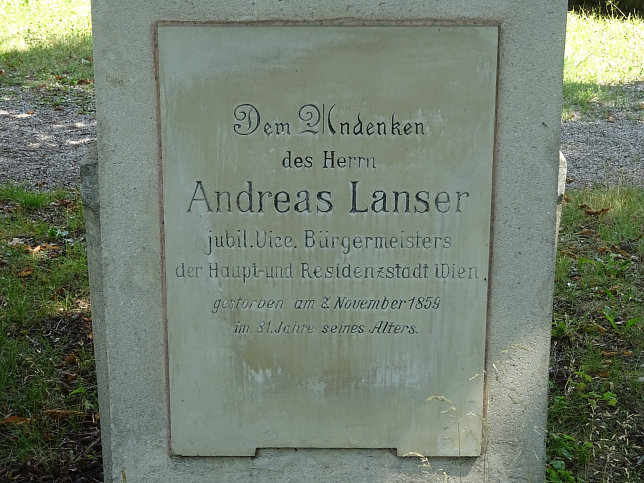 Dem Andenken
des Herrn
Andreas Lanser
jubil. Vice. Bürgermeisters
der Haupt- und Residenzstadt Wien.
gestorben am 2. November 1859
im 81. Jahre seines Alters.